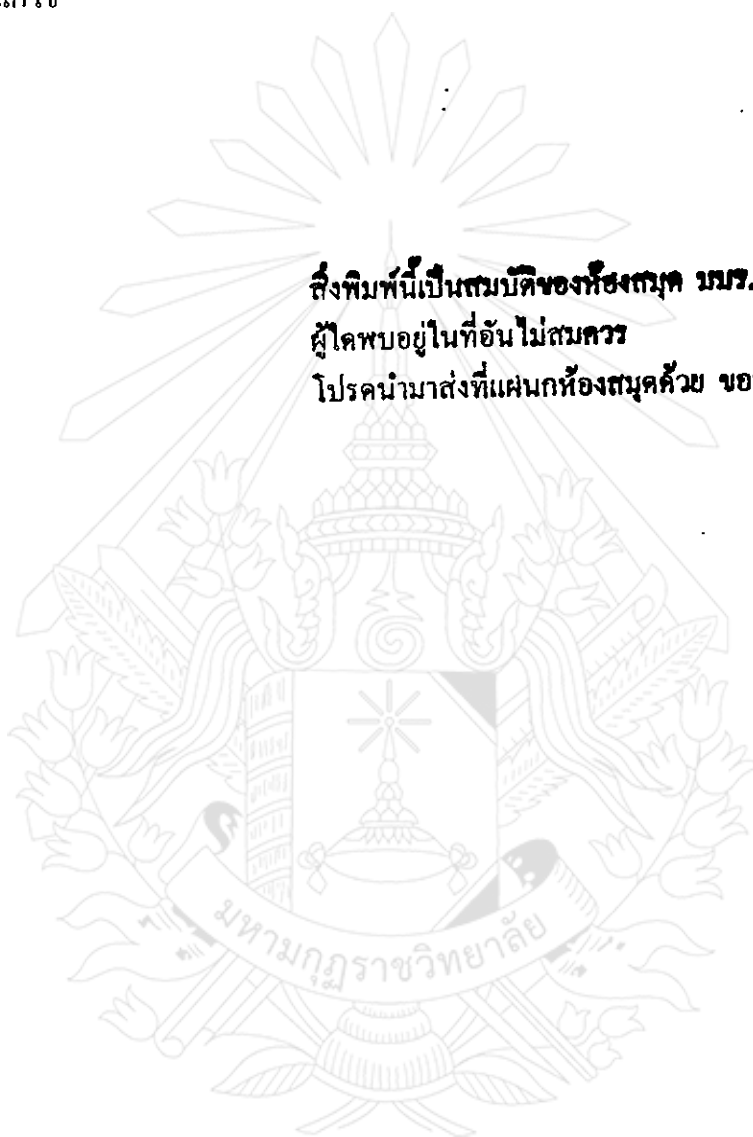 สิ่งพิมพ์นี้เป็นสมบัติของห้องสมุด มมร.
ผู้ใดพบอยู่ในที่อันไม่สมควร
โปรดนำมาส่งที่แผนกห้องสมุดด้วย ขอ
มหามกุฏราชวิทยาลัย